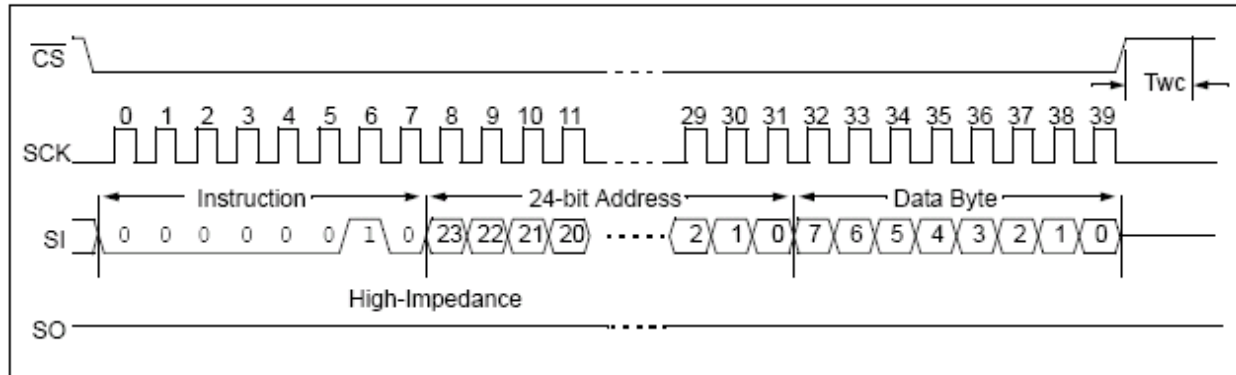 CS
Twc
0 1 2 3 4 5 6 7 8 9 10 11 29 30 31 32 33 34 35 36 37 38 39
SCK
Instruction 24-bit Address Data Byte
SI 0 0 0 0 0 0 1 0 23 22 21 20 2 1 0 7 6 5 4 3 2 1 0
High-Impedance
SO